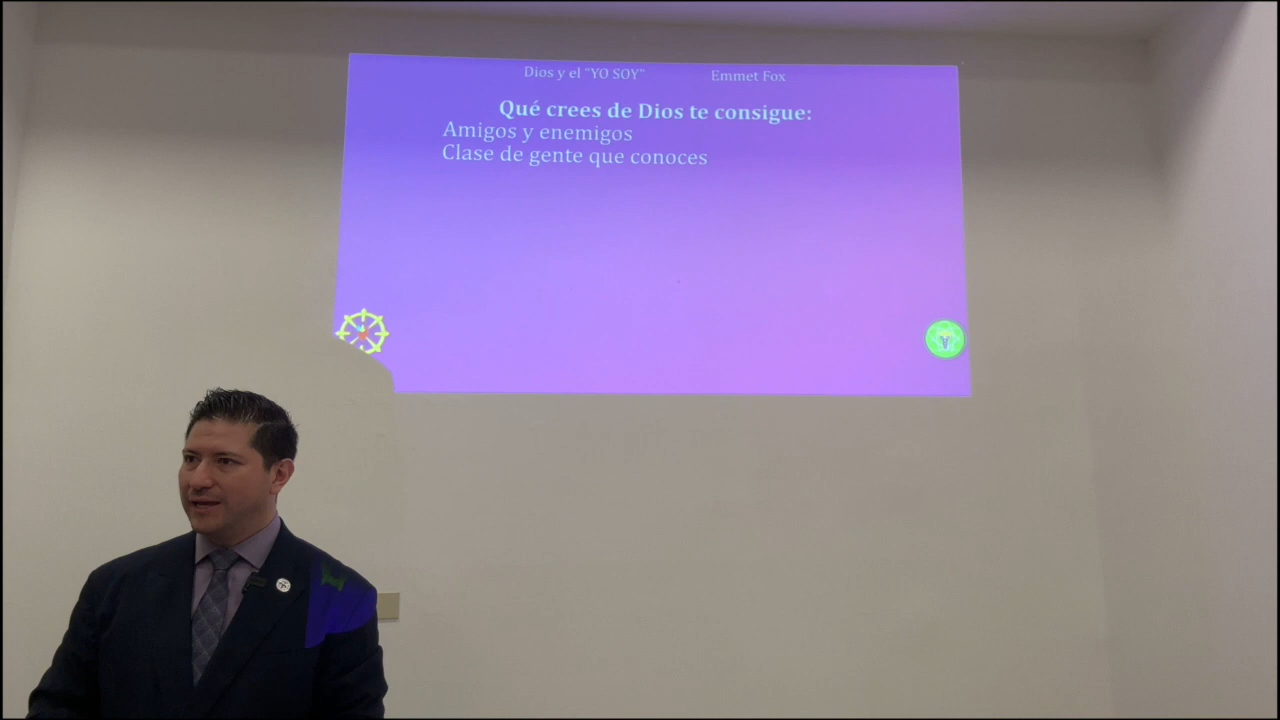 Dios y el "YO SOY" Emmet Fox
Qué crees de Dios te consigue:
Amigos y enemigos
Clase de gente que conoces